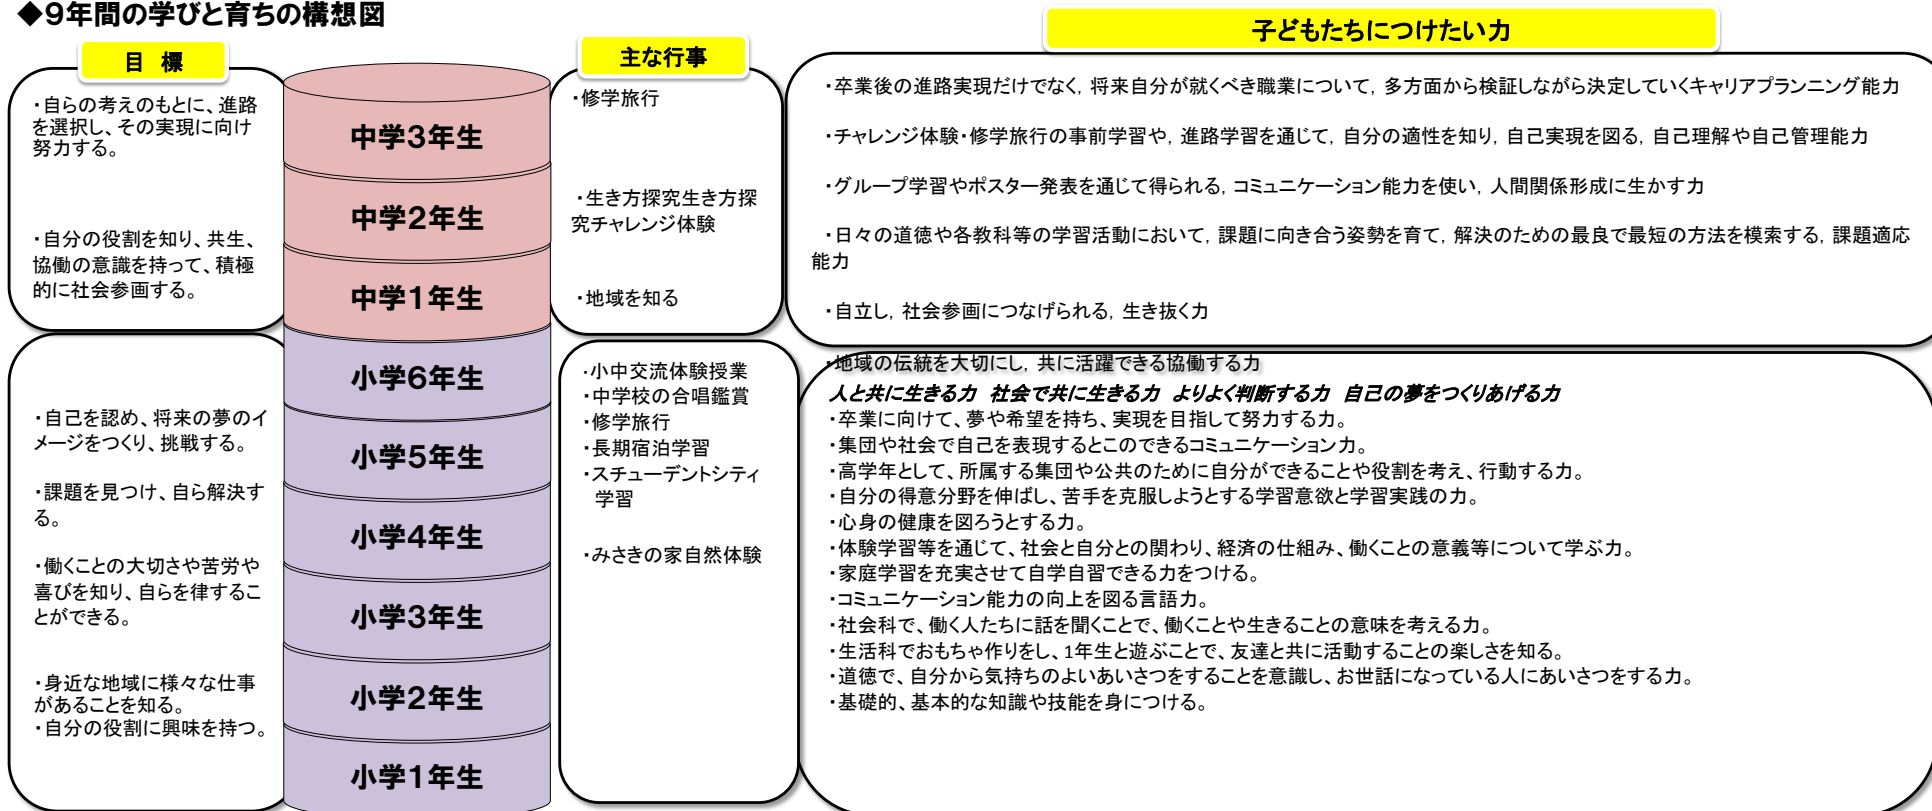 ◆９年間の学びと育ちの構想図
目 標
・自らの考えのもとに、進路
を選択し、その実現に向け
努力する。
・自分の役割を知り、共生、
協働の意識を持って、積極
的に社会参画する。
・自己を認め、将来の夢のイ
メージをつくり、挑戦する。
・課題を見つけ、自ら解決す
る。
・働くことの大切さや苦労や
喜びを知り、自らを律するこ
とができる。
・身近な地域に様々な仕事
があることを知る。
・自分の役割に興味を持つ。
中学３年生
中学２年生
中学１年生
小学６年生
小学５年生
小学４年生
小学３年生
小学２年生
小学１年生
主な行事
・修学旅行
・生き方探究生き方探
究チャレンジ体験
・地域を知る
・小中交流体験授業
・中学校の合唱鑑賞
・修学旅行
・長期宿泊学習
・スチューデントシティ
学習
・みさきの家自然体験
子どもたちにつけたい力
・卒業後の進路実現だけでなく，将来自分が就くべき職業について，多方面から検証しながら決定していくキャリアプランニング能力
・チャレンジ体験・修学旅行の事前学習や，進路学習を通じて，自分の適性を知り，自己実現を図る，自己理解や自己管理能力
・グループ学習やポスター発表を通じて得られる，コミュニケーション能力を使い，人間関係形成に生かす力
・日々の道徳や各教科等の学習活動において，課題に向き合う姿勢を育て，解決のための最良で最短の方法を模索する，課題適応
能力
・自立し，社会参画につなげられる，生き抜く力
・地域の伝統を大切にし，共に活躍できる協働する力
人と共に生きる力　社会で共に生きる力　よりよく判断する力　自己の夢をつくりあげる力
・卒業に向けて、夢や希望を持ち、実現を目指して努力する力。
・集団や社会で自己を表現するとこのできるコミュニケーション力。
・高学年として、所属する集団や公共のために自分ができることや役割を考え、行動する力。
・自分の得意分野を伸ばし、苦手を克服しようとする学習意欲と学習実践の力。
・心身の健康を図ろうとする力。
・体験学習等を通じて、社会と自分との関わり、経済の仕組み、働くことの意義等について学ぶ力。
・家庭学習を充実させて自学自習できる力をつける。
・コミュニケーション能力の向上を図る言語力。
・社会科で、働く人たちに話を聞くことで、働くことや生きることの意味を考える力。
・生活科でおもちゃ作りをし、1年生と遊ぶことで、友達と共に活動することの楽しさを知る。
・道徳で、自分から気持ちのよいあいさつをすることを意識し、お世話になっている人にあいさつをする力。
・基礎的、基本的な知識や技能を身につける。